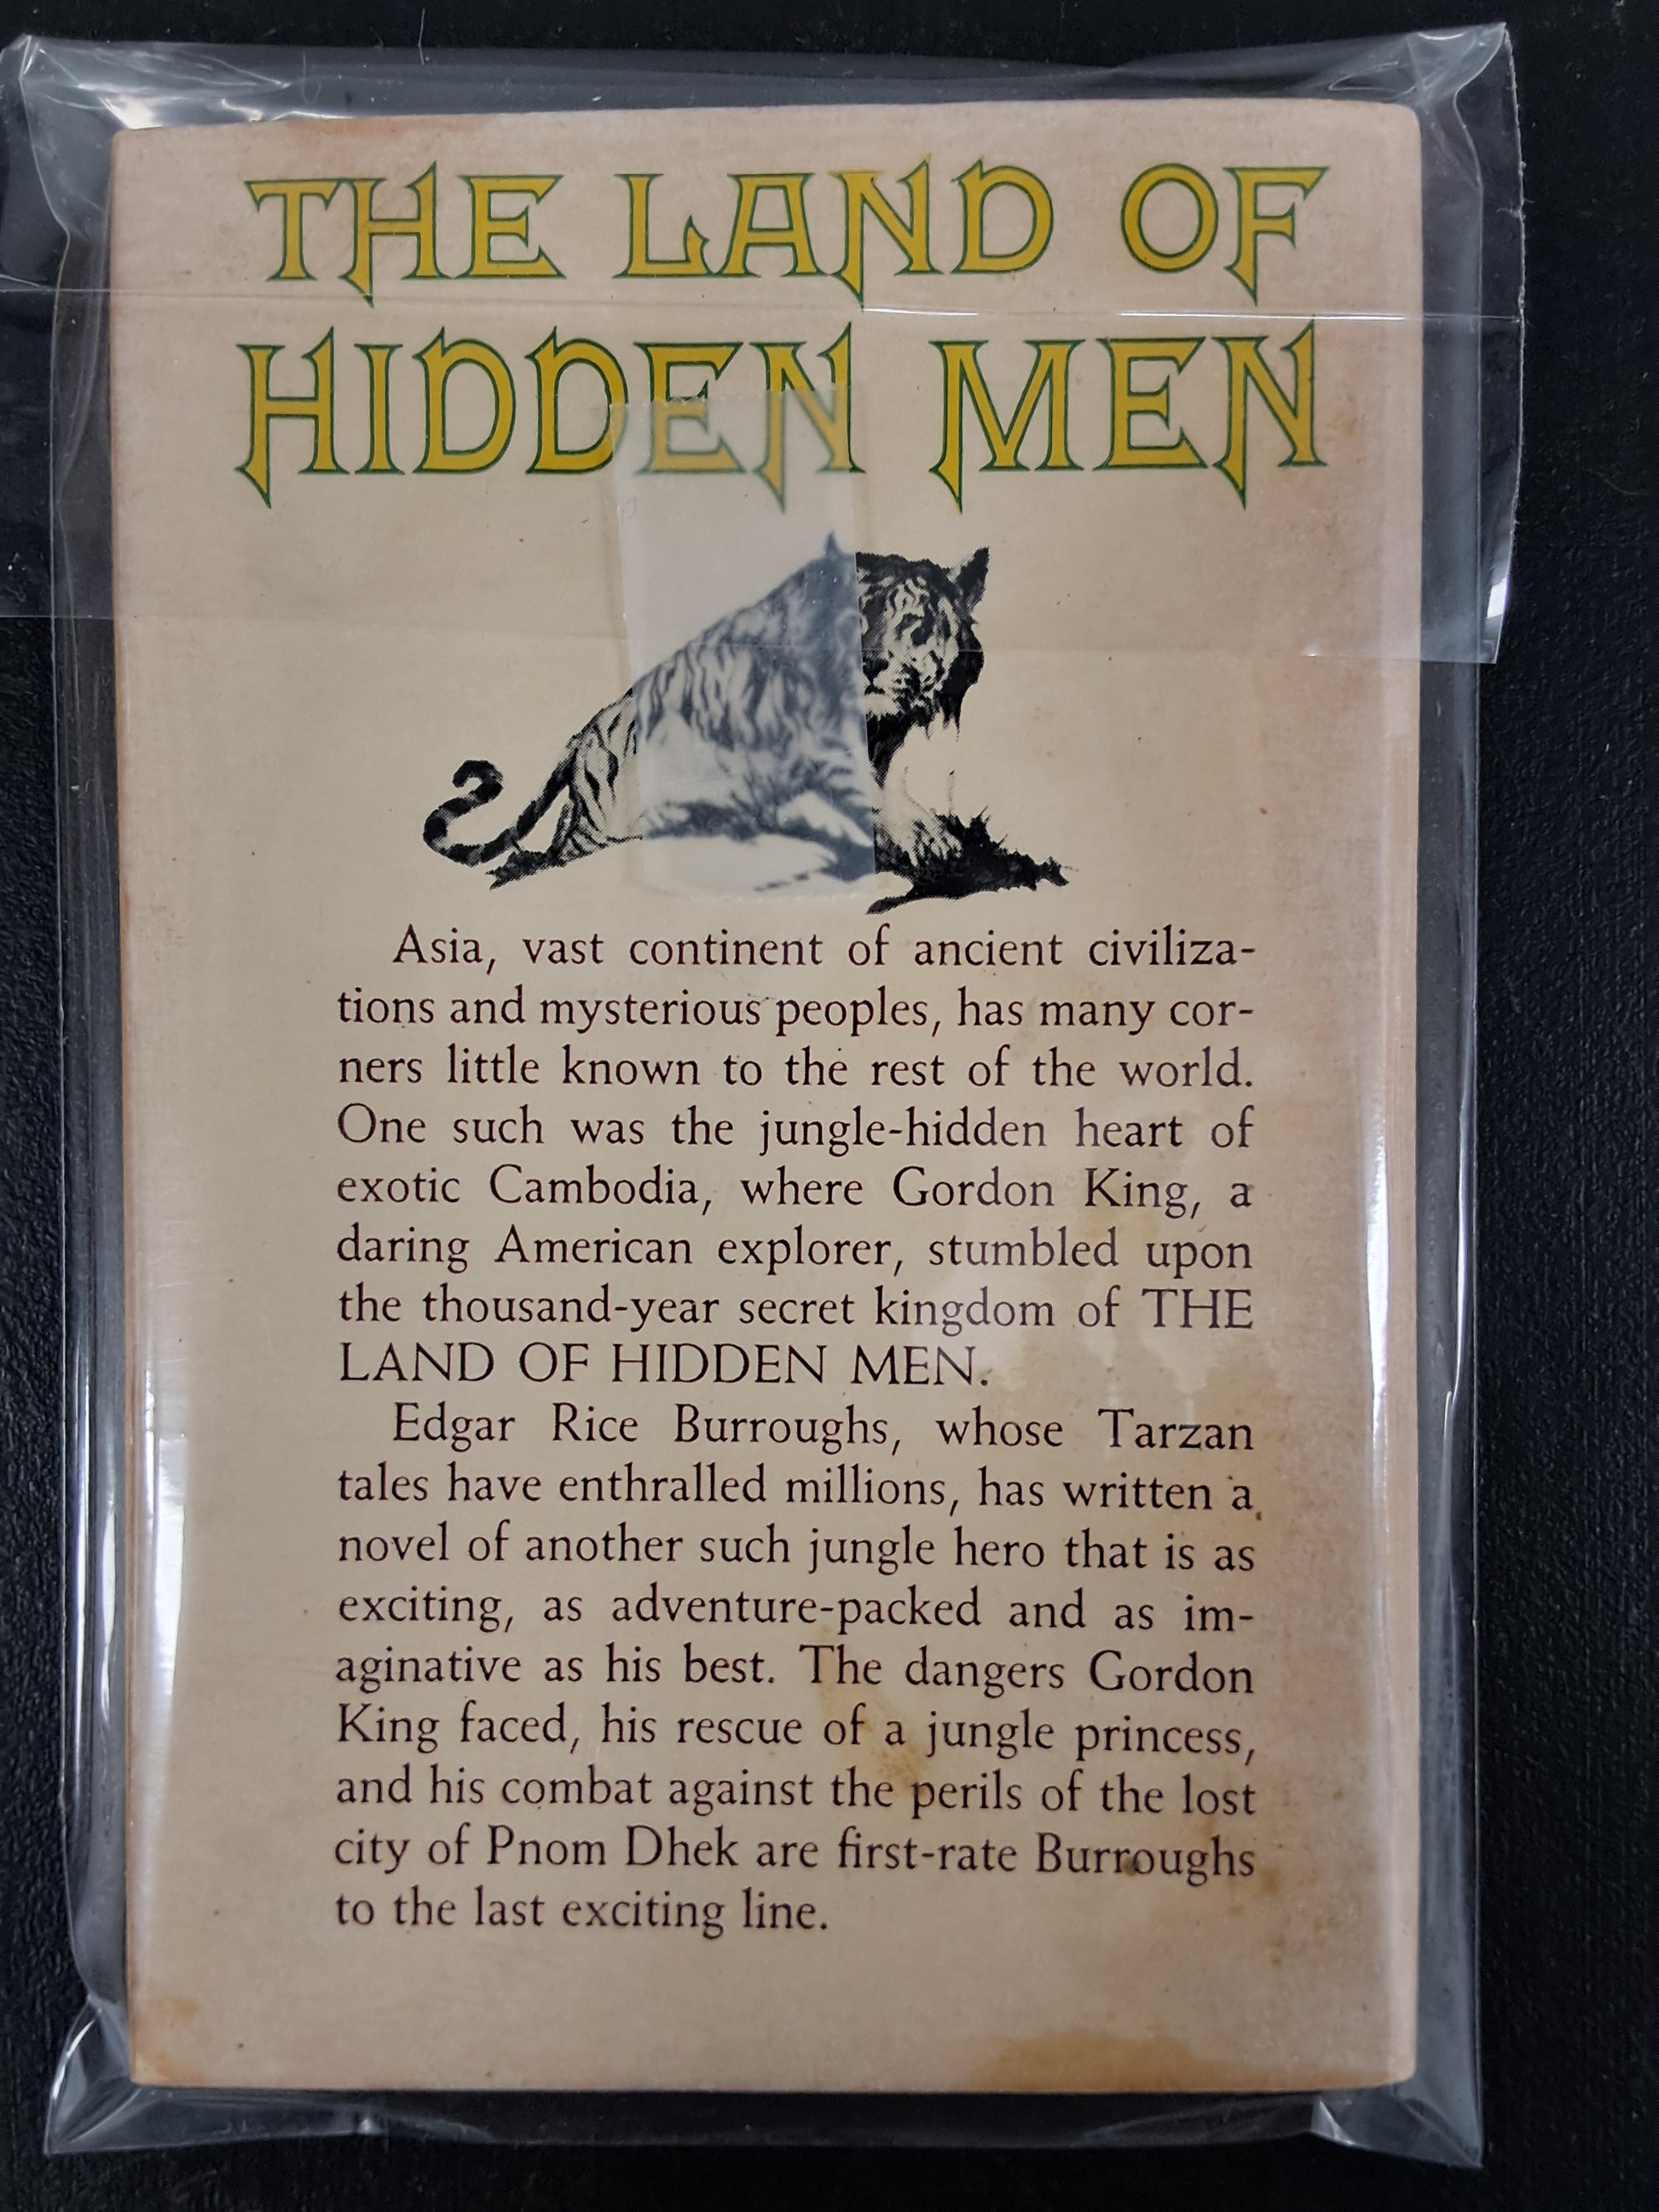 THE LAND OF
HIDDEN MEN
Asia, vast continent of ancient civiliza-
tions and mysterious peoples, has many cor-
ners little known to the rest of the world.
One such was the jungle-hidden heart of
exotic Cambodia, where Gordon King, a
daring American explorer, stumbled upon
the thousand-year secret kingdom of THE
LAND OF HIDDEN MEN.
Edgar Rice Burroughs, whose Tarzan
tales have enthralled millions, has written a
novel of another such jungle hero that is as
exciting, as adventure-packed and as im-
aginative as his best. The dangers Gordon
King faced, his rescue of a jungle princess,
and his combat against the perils of the lost
city of Pnom Dhek are first-rate Burroughs
to the last exciting line.